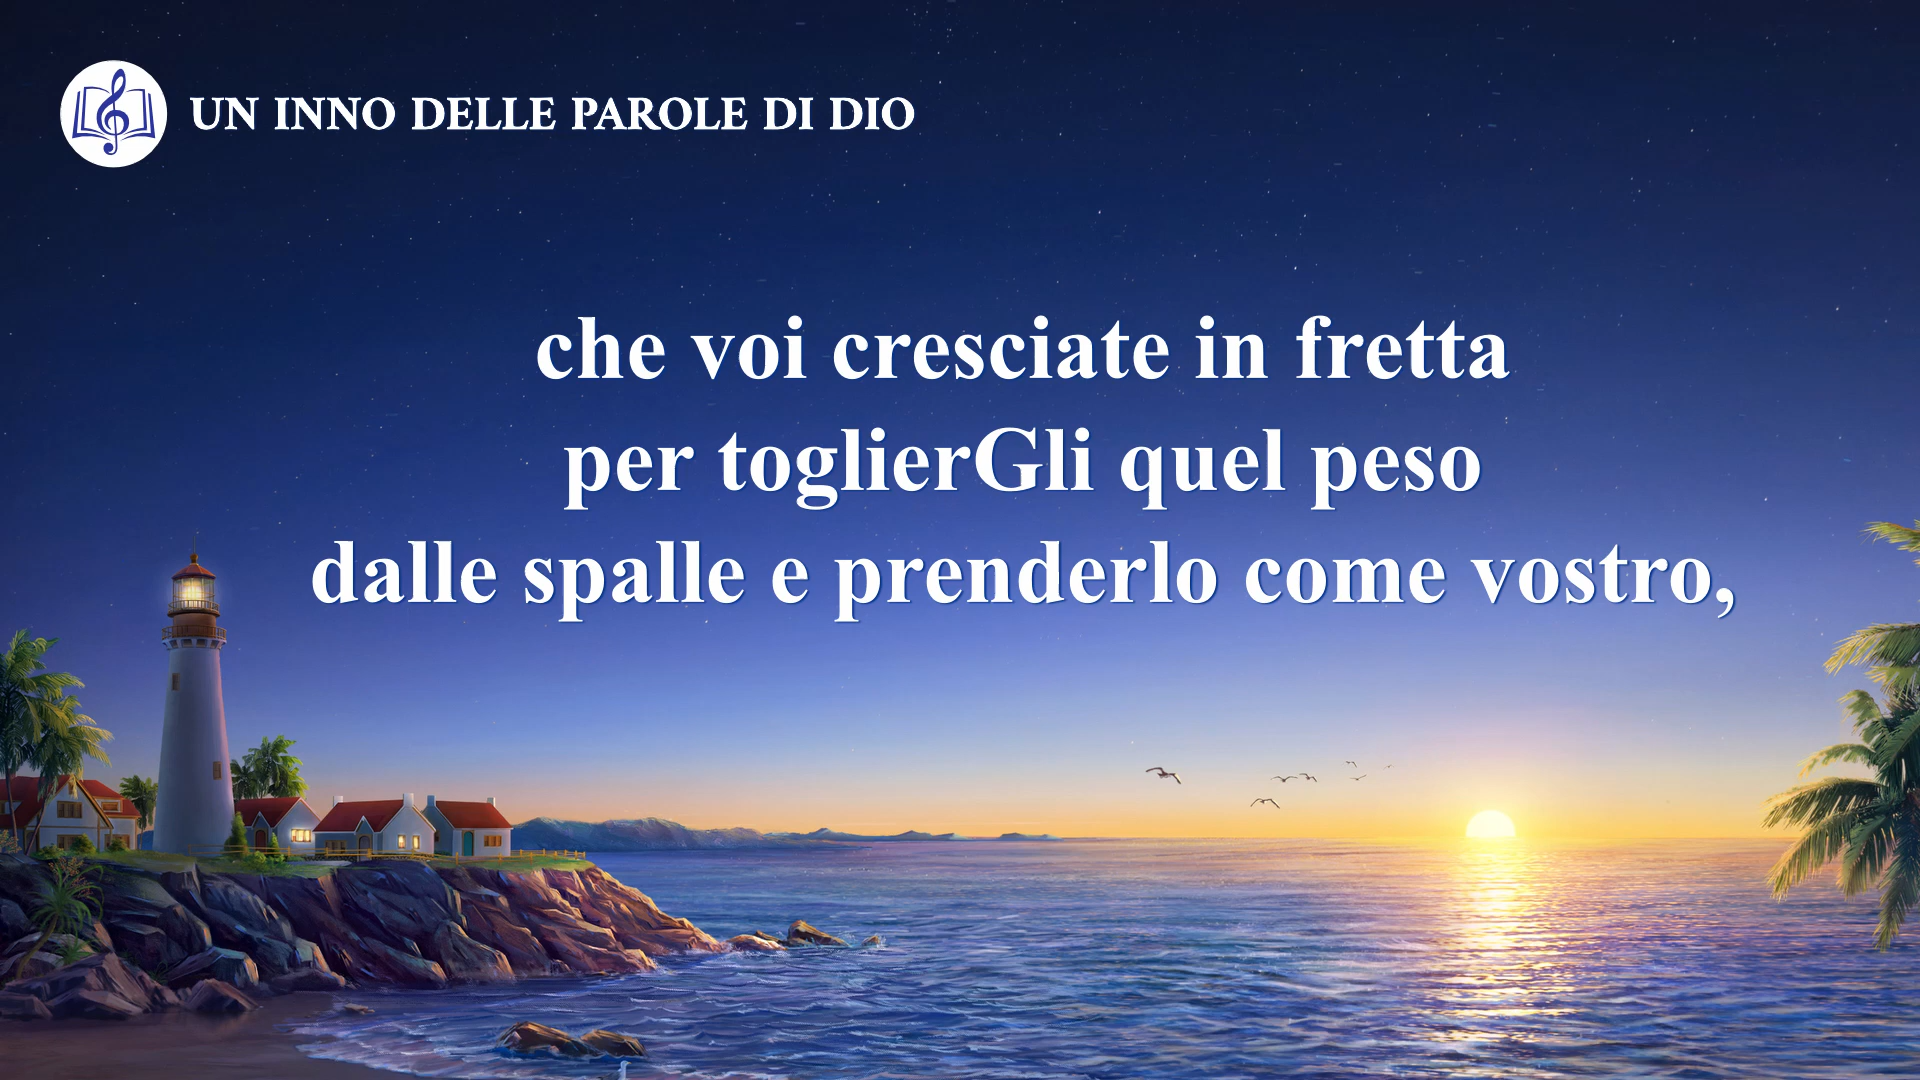 UN INNO DELLE PAROLE DI DIO
che voi cresciate in fretta
per toglierGli quel peso
dalle spalle e prenderlo come vostro,